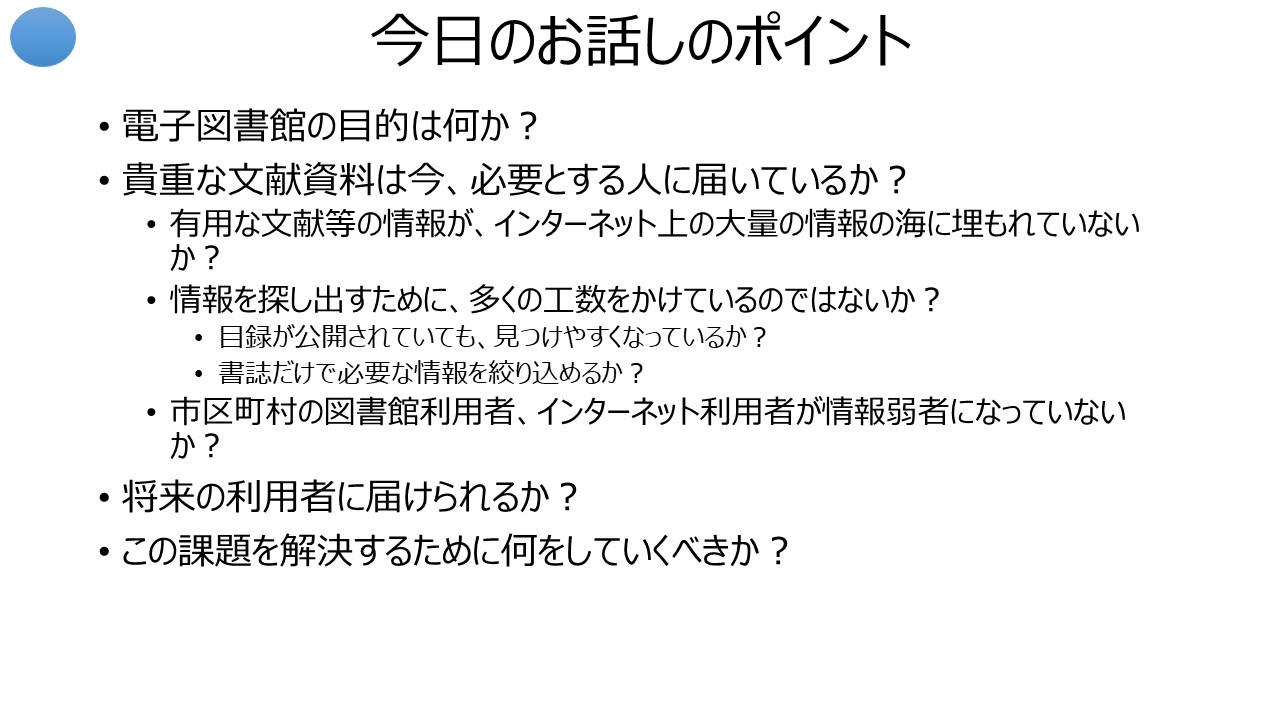 今日のお話しのポイント
• 電子図書館の目的は何か？
• 貴重な文献資料は今、必要とする人に届いているか？
• 有用な文献等の情報が、インターネット上の大量の情報の海に埋もれていない
か？
• 情報を探し出すために、多くの工数をかけているのではないか？
• 目録が公開されていても、見つけやすくなっているか？
• 書誌だけで必要な情報を絞り込めるか？
• 市区町村の図書館利用者、インターネット利用者が情報弱者になっていない
か？
• 将来の利用者に届けられるか？
• この課題を解決するために何をしていくべきか？